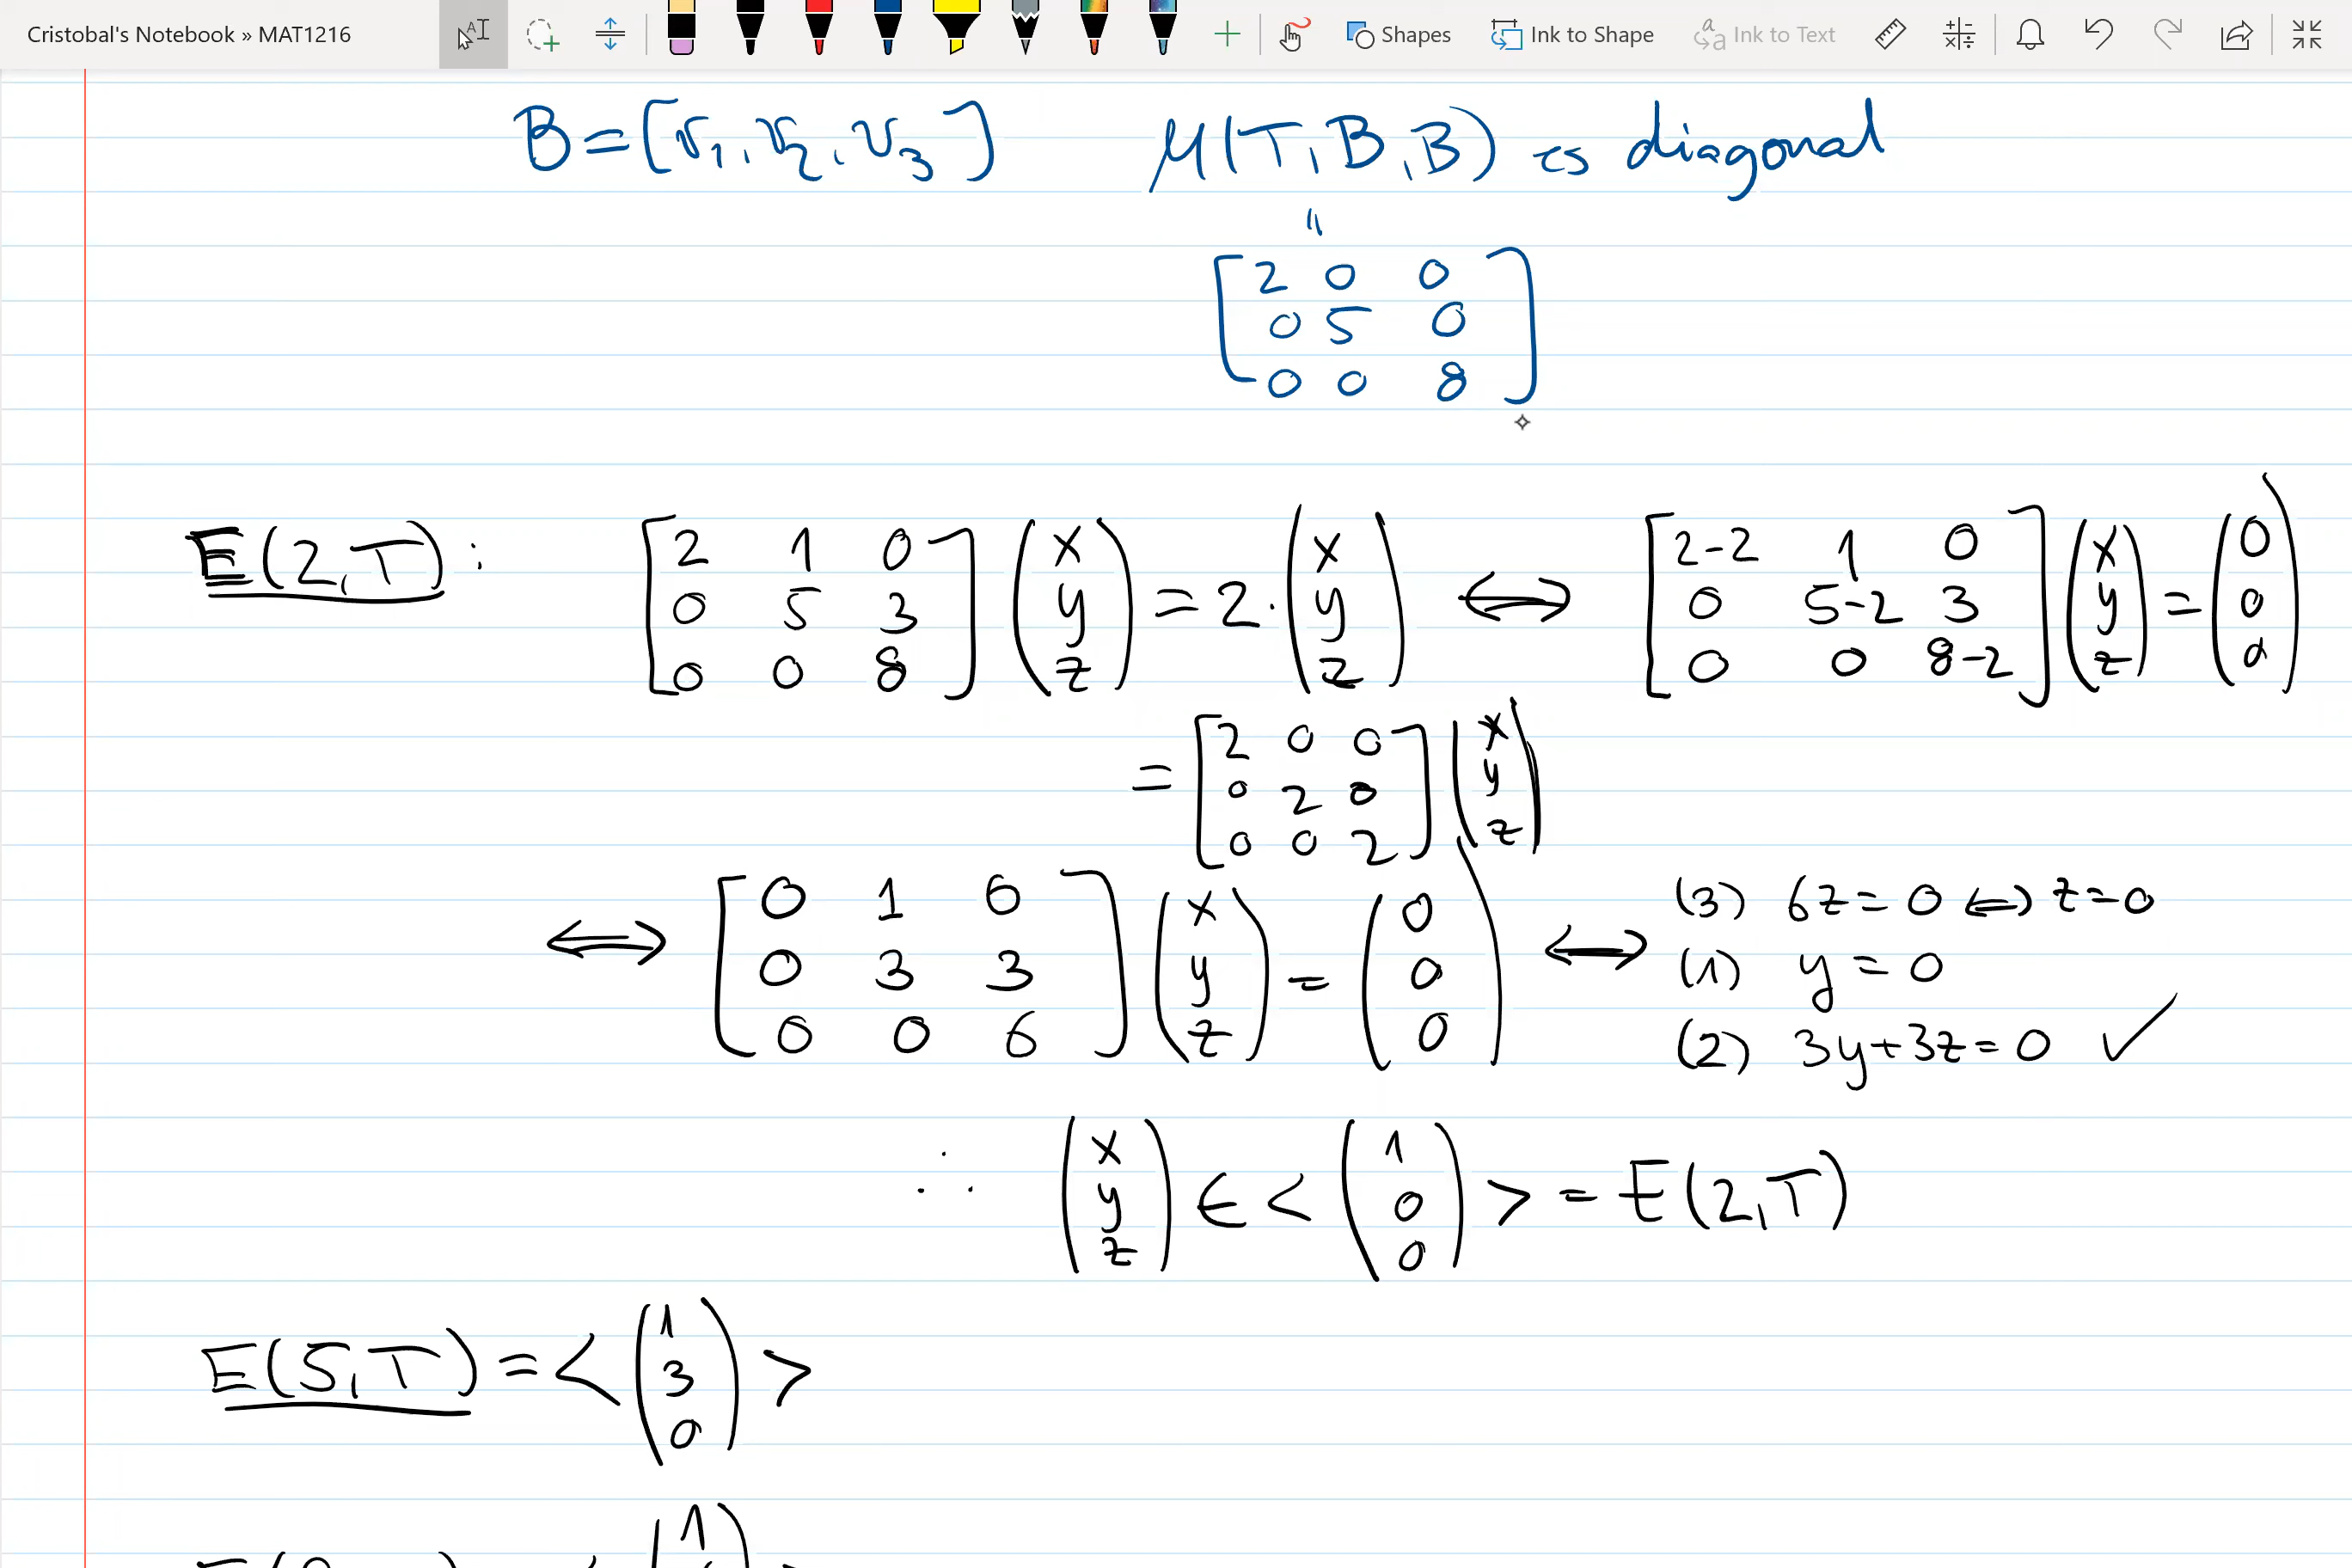 Cristobal's Notebook » MAT1216
Shapes Ink to Shape Ink to Text
B = [v₁, v₂, v₃] M(T, B, B) is diagonal
"
[2 0 0
0 5 0
0 0 8]
E(2,T): [2 1 0; 0 5 3; 0 0 8] (x y z) = 2· (x y z) ⟷ [2-2 1 0; 0 5-2 3; 0 0 8-2] (x y z) = (0 0 0)
= [2 0 0; 0 2 0; 0 0 2] (x y z)
⟷ [0 1 0; 0 3 3; 0 0 6] (x y z) = (0 0 0) ⟷
(3) 6z = 0 ⟷ z = 0
(1) y = 0
(2) 3y+3z = 0 ✓
∴ (x y z) ∈ < (1 0 0) > = E(2,T)
E(5,T) = < (1 3 0) >